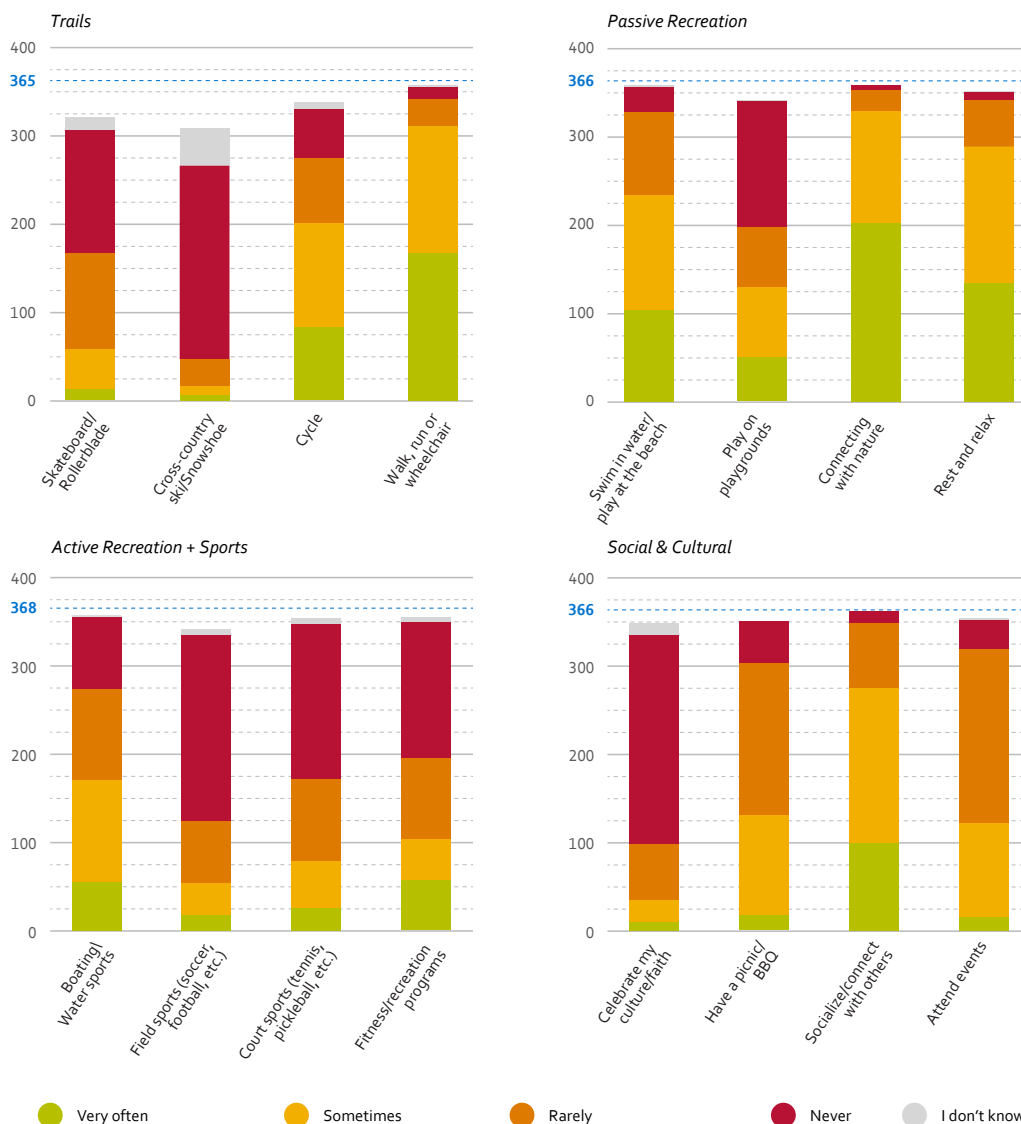 Trails
400
365
300
200
100
0
Skateboard/
Rollerblade
Cross-country
ski/Snowshoe
Cycle
Walk, run or
wheelchair
Passive Recreation
400
366
300
200
100
0
Swim in water/
play at the beach
Play on
playgrounds
Connecting
with nature
Rest and relax
Active Recreation + Sports
400
368
300
200
100
0
Boating|
Water sports
Field sports (soccer,
football, etc.)
Court sports (tennis,
pickleball, etc.)
Fitness/recreation
programs
Social & Cultural
400
366
300
200
100
0
Celebrate my
culture/faith
Have a picnic/
BBQ
Socialize/connect
with others
Attend events
Very often
Sometimes
Rarely
Never
I don't know